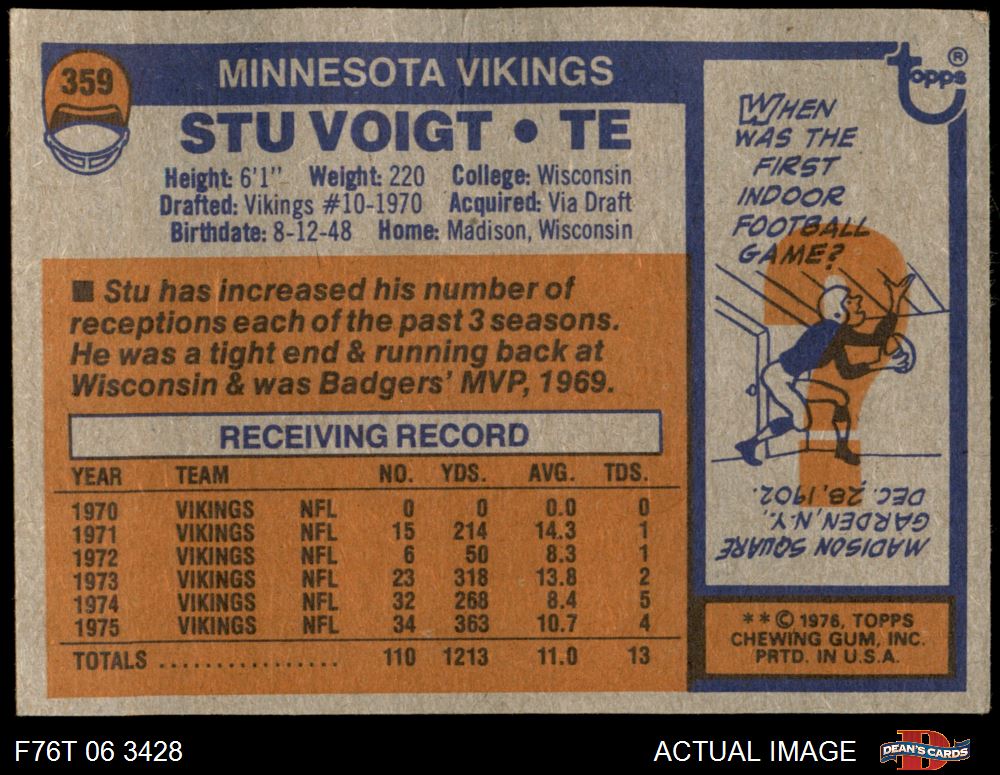 359
MINNESOTA VIKINGS
STU VOIGT • TE
Height: 6'1" Weight: 220 College: Wisconsin
Drafted: Vikings #10-1970 Acquired: Via Draft
Birthdate: 8-12-48 Home: Madison, Wisconsin
■ Stu has increased his number of
receptions each of the past 3 seasons.
He was a tight end & running back at
Wisconsin & was Badgers' MVP, 1969.
RECEIVING RECORD
YEAR TEAM NO. YDS. AVG. TDS.
1970 VIKINGS NFL 0 0 0.0 0
1971 VIKINGS NFL 15 214 14.3 1
1972 VIKINGS NFL 6 50 8.3 1
1973 VIKINGS NFL 23 318 13.8 2
1974 VIKINGS NFL 32 268 8.4 5
1975 VIKINGS NFL 34 363 10.7 4
TOTALS ................. 110 1213 11.0 13
Topps ®
WHEN
WAS THE
FIRST
INDOOR
FOOTBALL
GAME?
?
MADISON SQUARE
GARDEN, N.Y.,
DEC. 28, 1902.
** © 1976, TOPPS
CHEWING GUM, INC.
PRTD. IN U.S.A.
F76T 06 3428
ACTUAL IMAGE
D
DEAN'S CARDS